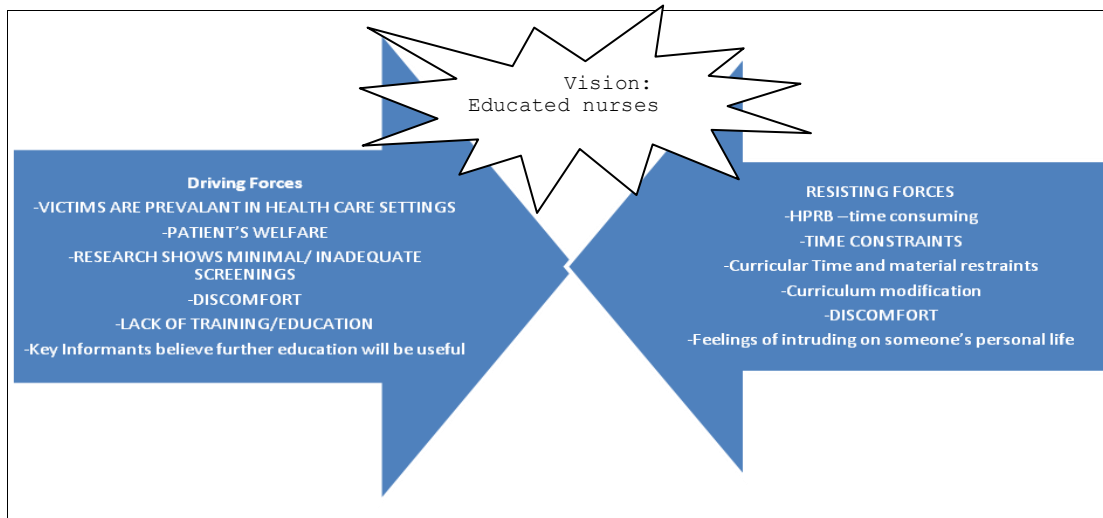 Vision:
Educated nurses
Driving Forces
-VICTIMS ARE PREVALANT IN HEALTH CARE SETTINGS
-PATIENT'S WELFARE
-RESEARCH SHOWS MINIMAL/ INADEQUATE
SCREENINGS
-DISCOMFORT
-LACK OF TRAINING/EDUCATION
-Key Informants believe further education will be useful
RESISTING FORCES
-HPRB –time consuming
-TIME CONSTRAINTS
-Curricular Time and material restraints
-Curriculum modification
-DISCOMFORT
-Feelings of intruding on someone's personal life